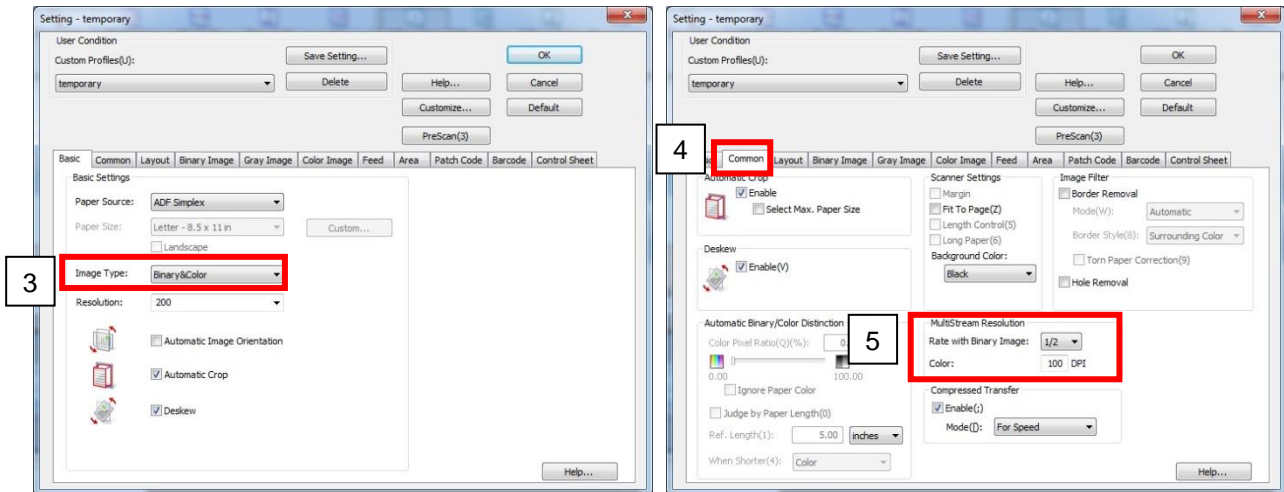 Setting - temporary
User Condition
Custom Profiles(U):
Save Setting...
OK
temporary
Delete
Help...
Cancel
Customize...
Default
PreScan(3)
Basic Common Layout Binary Image Gray Image Color Image Feed Area Patch Code Barcode Control Sheet
Basic Settings
Paper Source: ADF Simplex
Paper Size: Letter - 8.5 x 11 in Custom...
Landscape
3
Image Type: Binary&Color
Resolution: 200
Automatic Image Orientation
Automatic Crop
Deskew
Help...
Setting - temporary
User Condition
Custom Profiles(U):
Save Setting...
OK
temporary
Delete
Help...
Cancel
Customize...
Default
PreScan(3)
4
Common Layout Binary Image Gray Image Color Image Feed Area Patch Code Barcode Control Sheet
Automatic Crop
Enable
Select Max. Paper Size
Deskew
Enable(V)
Scanner Settings
Margin
Fit To Page(Z)
Length Control(5)
Long Paper(6)
Background Color:
Black
Image Filter
Border Removal
Mode(W): Automatic
Border Style(8): Surrounding Color
Torn Paper Correction(9)
Hole Removal
Automatic Binary/Color Distinction
Color Pixel Ratio(Q)(%):
0.00 100.00
Ignore Paper Color
Judge by Paper Length(0)
Ref. Length(1): 5.00 inches
When Shorter(4): Color
5
MultiStream Resolution
Rate with Binary Image: 1/2
Color: 100 DPI
Compressed Transfer
Enable(;)
Mode([): For Speed
Help...